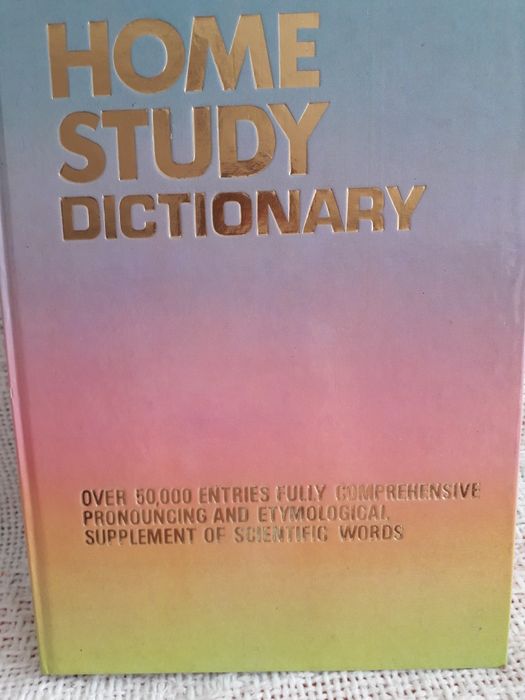 HOME
STUDY
DICTIONARY
OVER 50,000 ENTRIES FULLY COMPREHENSIVE
PRONOUNCING AND ETYMOLOGICAL
SUPPLEMENT OF SCIENTIFIC WORDS